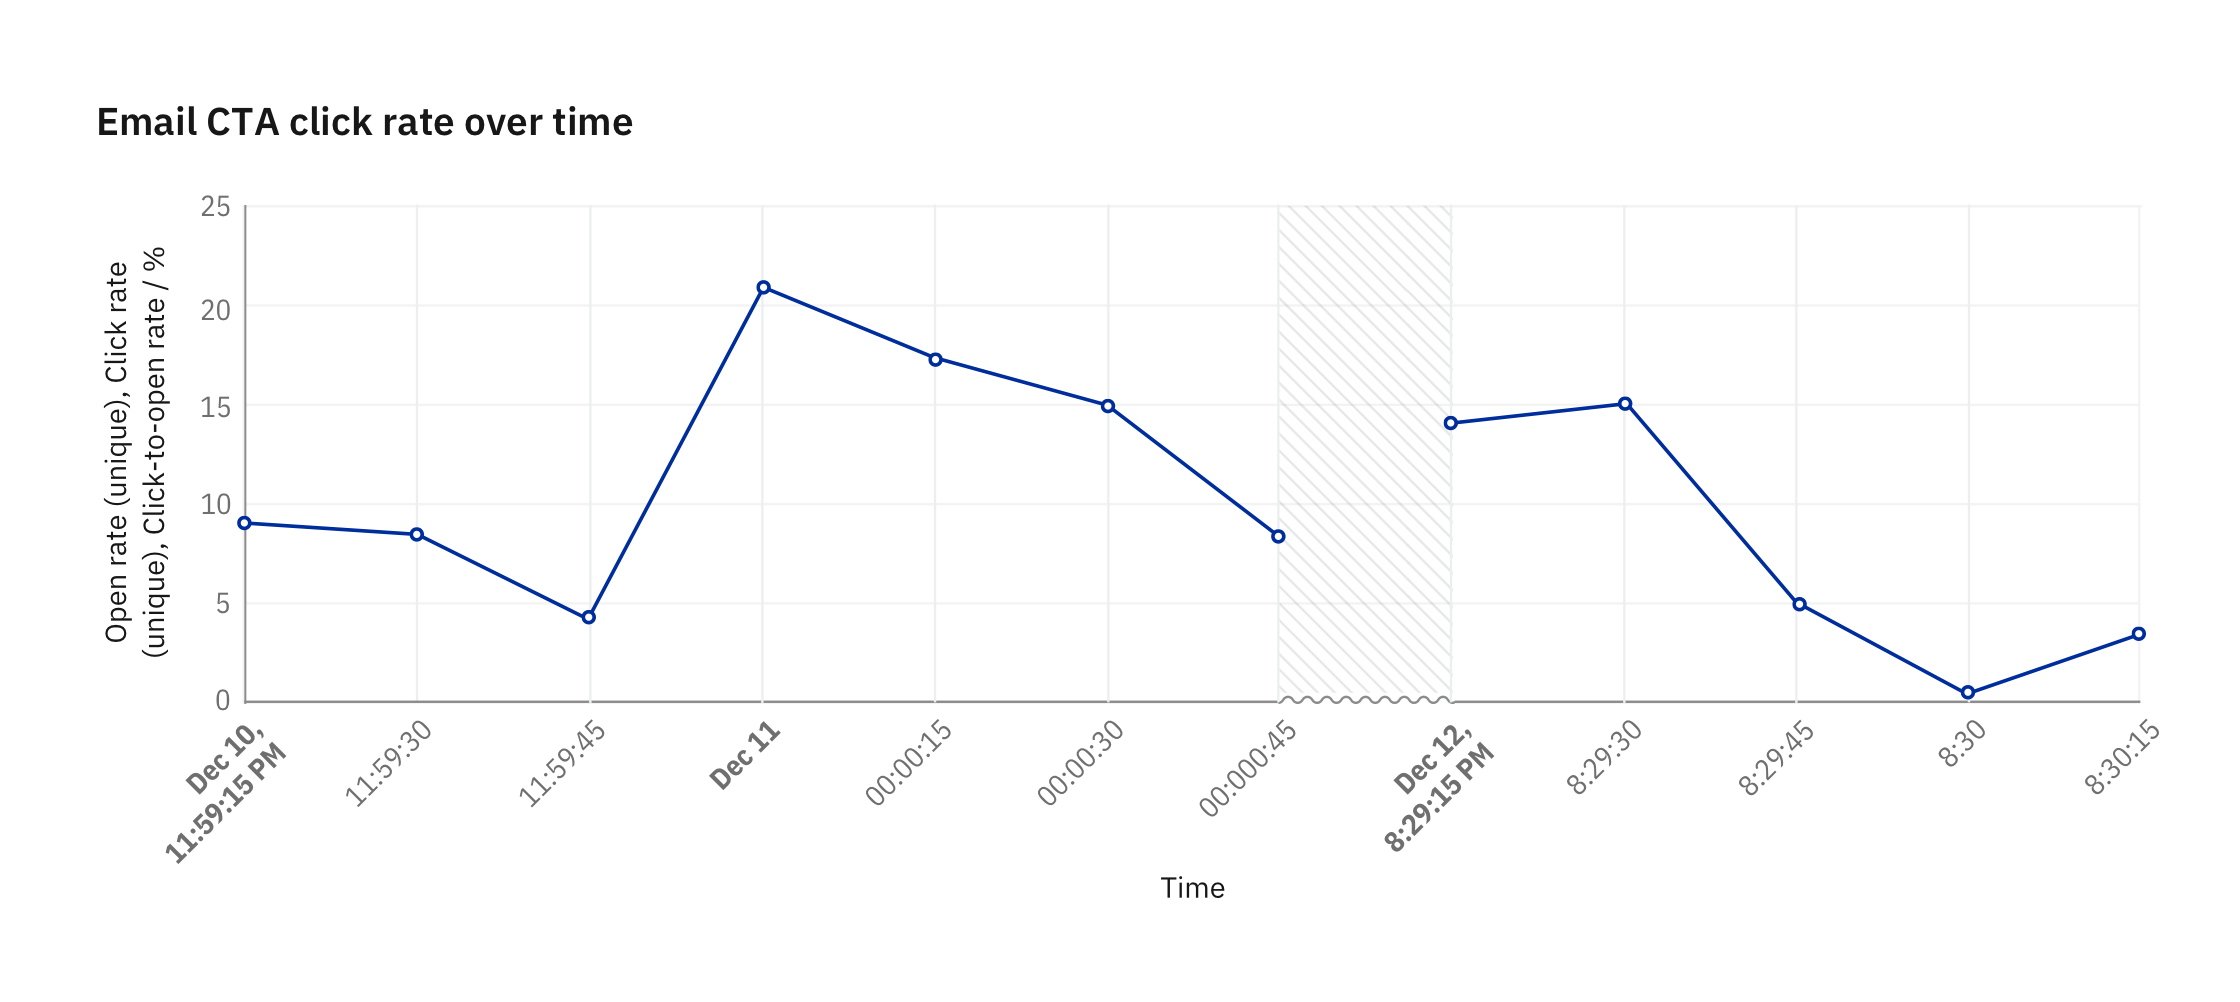 Email CTA click rate over time
Open rate (unique), Click rate
(unique), Click-to-open rate / %
25
20
15
10
5
0
Dec 10,
11:59:15 PM
11:59:30
11:59:45
Dec 11
00:00:15
00:00:30
00:000:45
Dec 12,
8:29:15 PM
8:29:30
8:29:45
8:30
8:30:15
Time